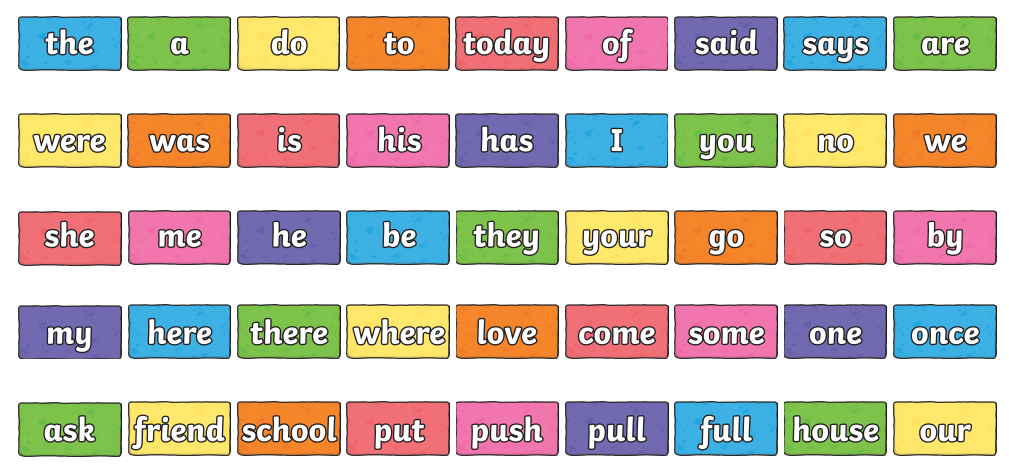 the a do to today of said says are
were was is his has I you no we
she me he be they your go so by
my here there where love come some one once
ask friend school put push pull full house our